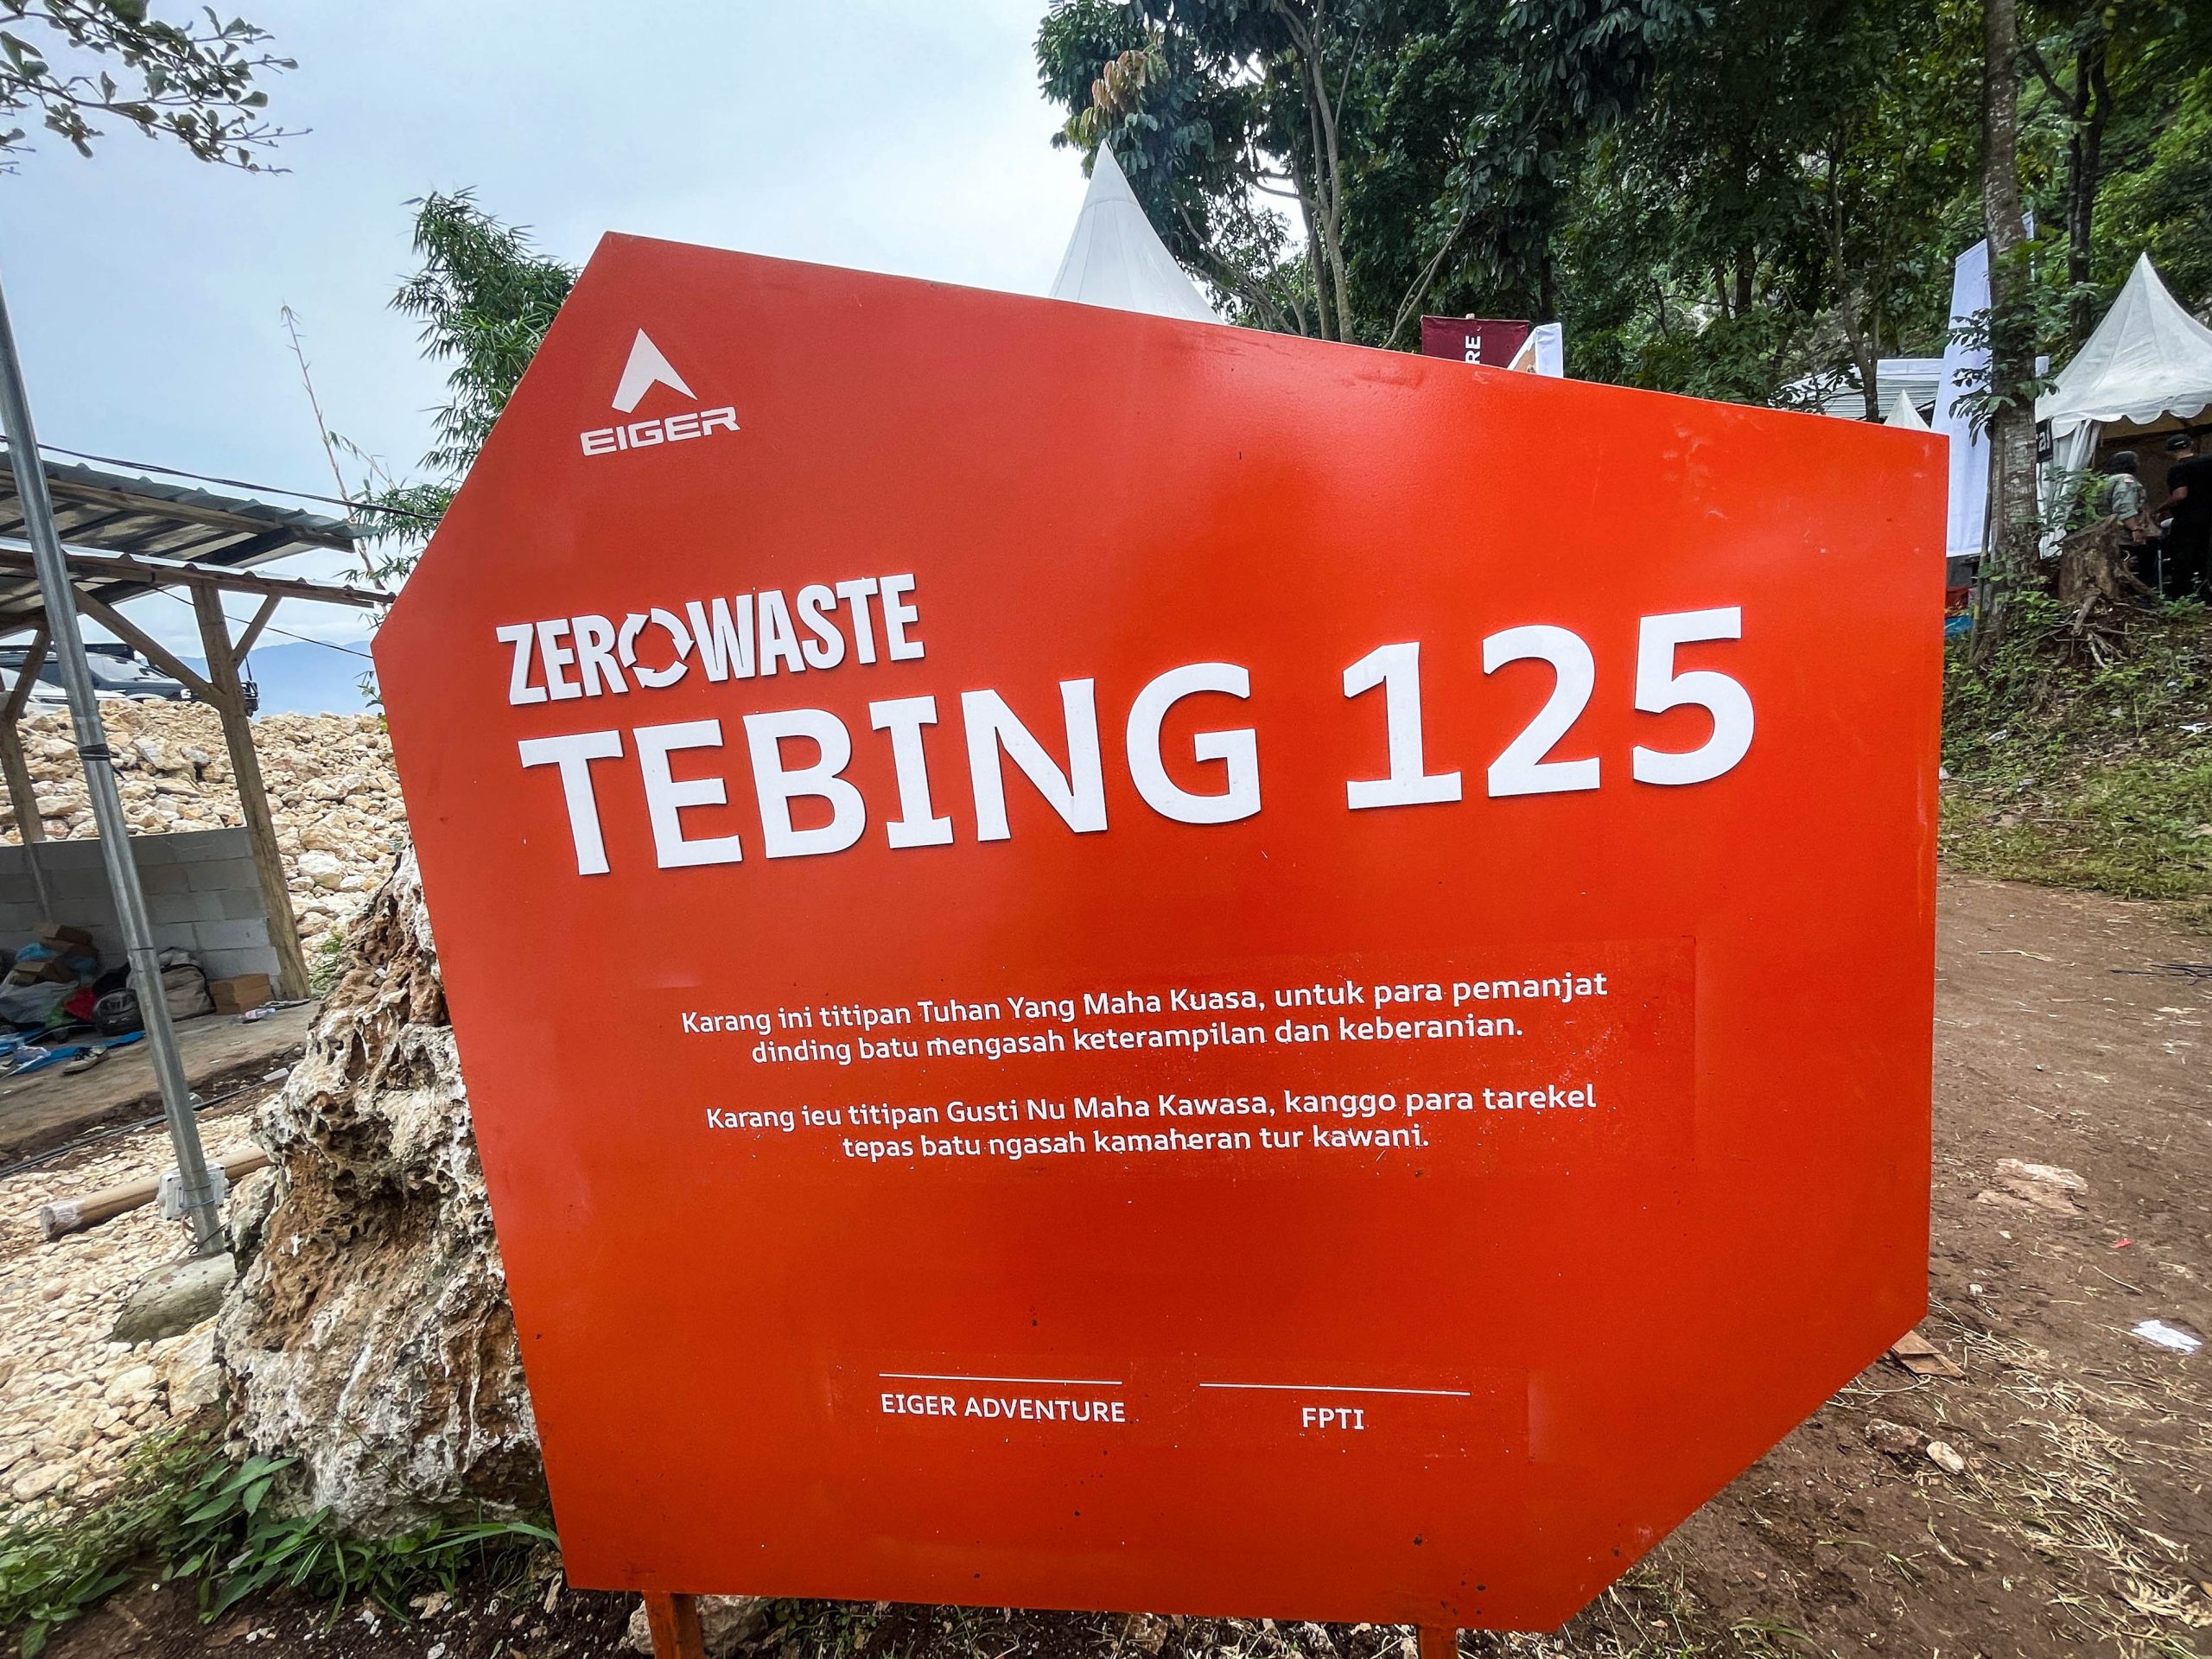 EIGER
ZEROWASTE
TEBING 125
Karang ini titipan Tuhan Yang Maha Kuasa, untuk para pemanjat
dinding batu mengasah keterampilan dan keberanian.
Karang ieu titipan Gusti Nu Maha Kawasa, kanggo para tarekel
tepas batu ngasah kamaheran tur kawani.
EIGER ADVENTURE
FPTI